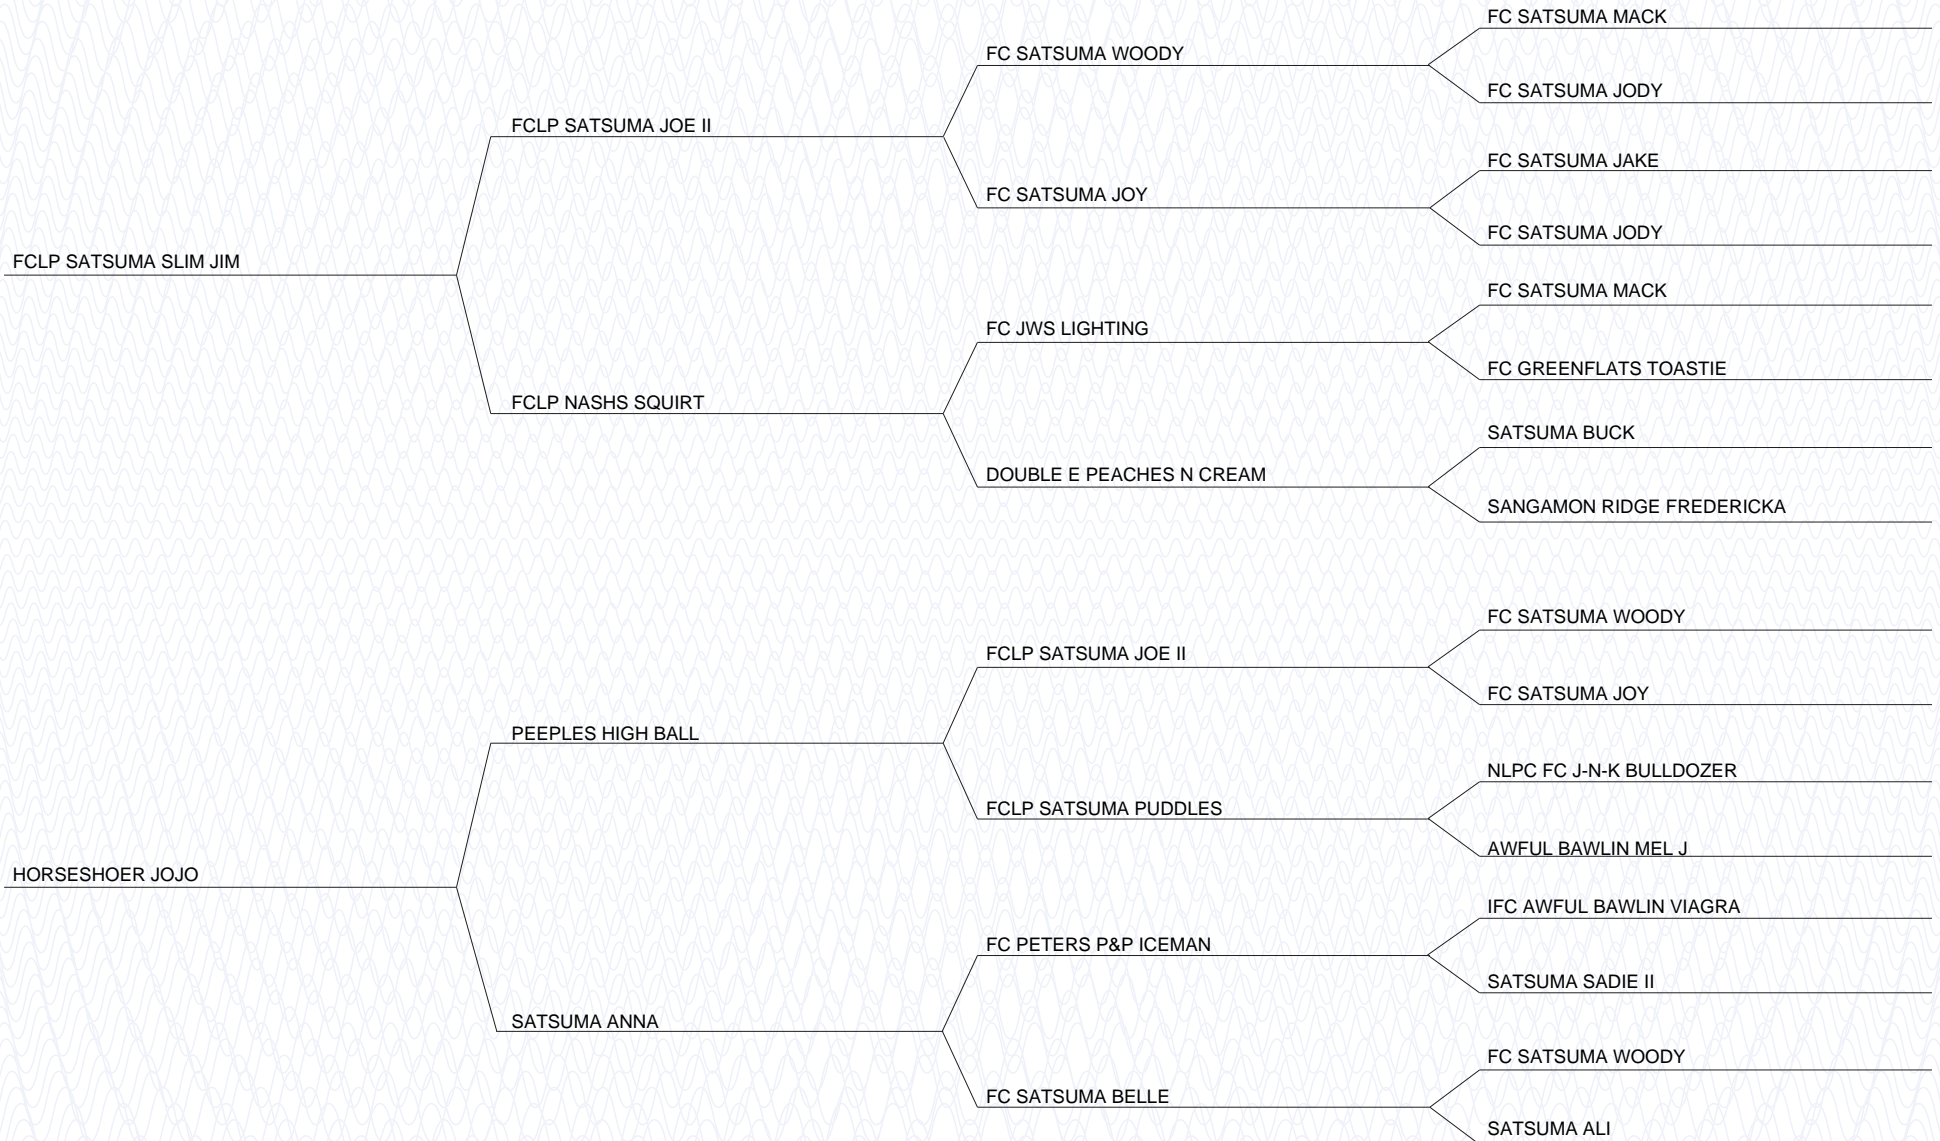 FC SATSUMA MACK
FC SATSUMA WOODY
FC SATSUMA JODY
FCLP SATSUMA JOE II
FC SATSUMA JAKE
FC SATSUMA JOY
FC SATSUMA JODY
FCLP SATSUMA SLIM JIM
FC SATSUMA MACK
FC JWS LIGHTING
FC GREENFLATS TOASTIE
FCLP NASHS SQUIRT
SATSUMA BUCK
DOUBLE E PEACHES N CREAM
SANGAMON RIDGE FREDERICKA
FC SATSUMA WOODY
FCLP SATSUMA JOE II
FC SATSUMA JOY
PEEPLES HIGH BALL
NLPC FC J-N-K BULLDOZER
FCLP SATSUMA PUDDLES
AWFUL BAWLIN MEL J
HORSESHOER JOJO
IFC AWFUL BAWLIN VIAGRA
FC PETERS P&P ICEMAN
SATSUMA SADIE II
SATSUMA ANNA
FC SATSUMA WOODY
FC SATSUMA BELLE
SATSUMA ALI